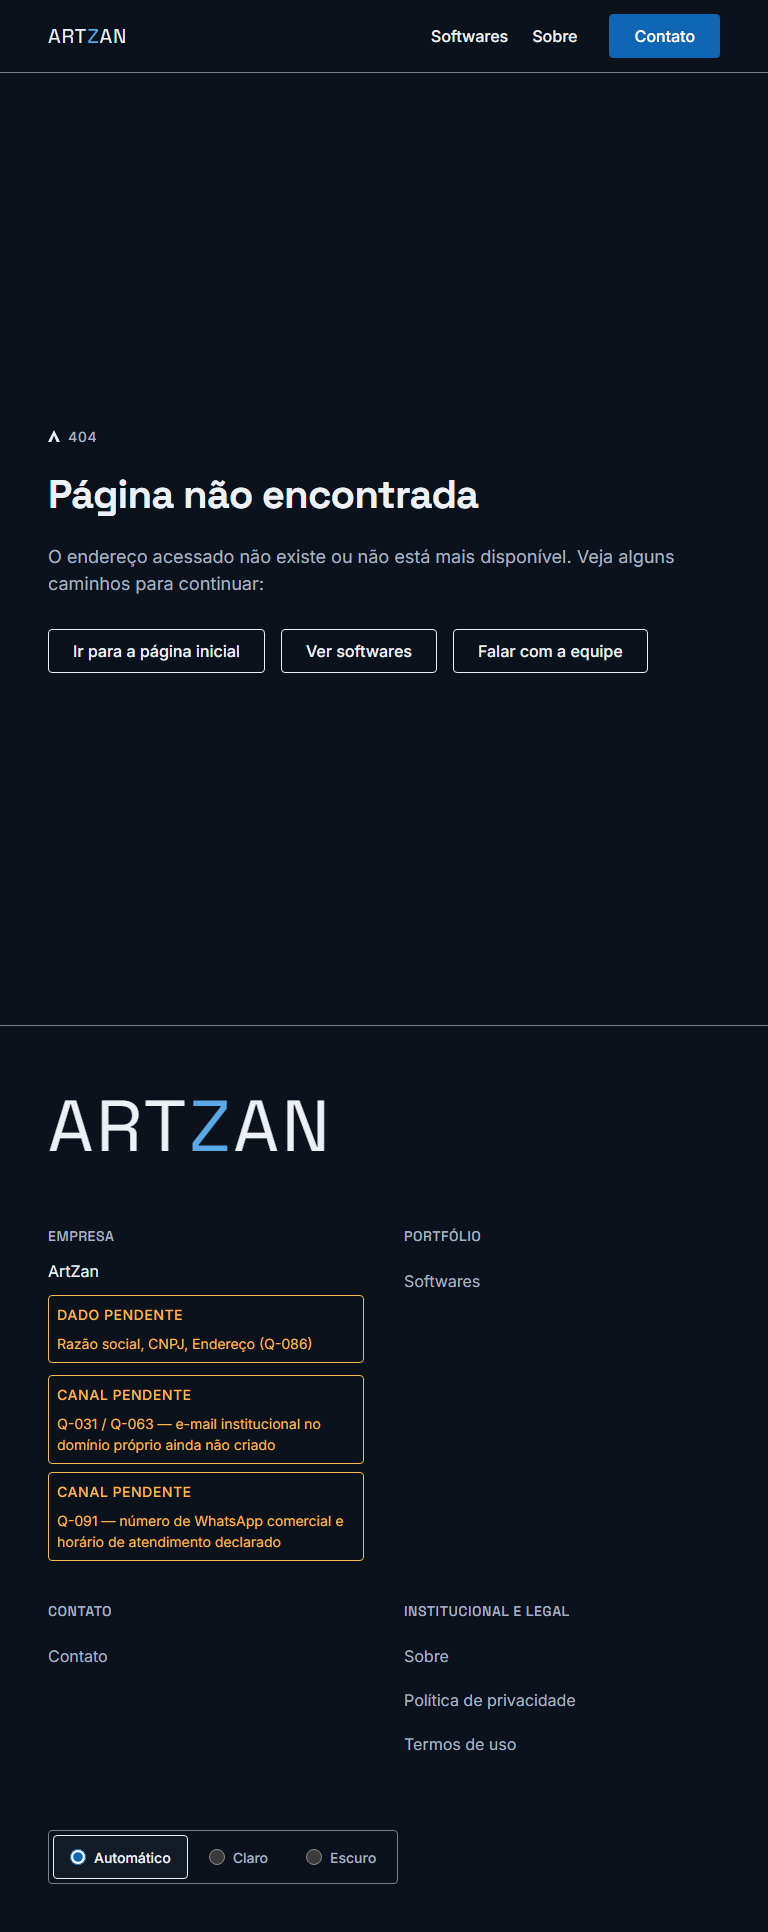 ARTZAN
Softwares
Sobre
Contato
404
Página não encontrada
O endereço acessado não existe ou não está mais disponível. Veja alguns
caminhos para continuar:
Ir para a página inicial
Ver softwares
Falar com a equipe
ARTZAN
EMPRESA
ArtZan
DADO PENDENTE
Razão social, CNPJ, Endereço (Q-086)
CANAL PENDENTE
Q-031 / Q-063 — e-mail institucional no
domínio próprio ainda não criado
CANAL PENDENTE
Q-091 — número de WhatsApp comercial e
horário de atendimento declarado
PORTFÓLIO
Softwares
CONTATO
Contato
INSTITUCIONAL E LEGAL
Sobre
Política de privacidade
Termos de uso
Automático
Claro
Escuro